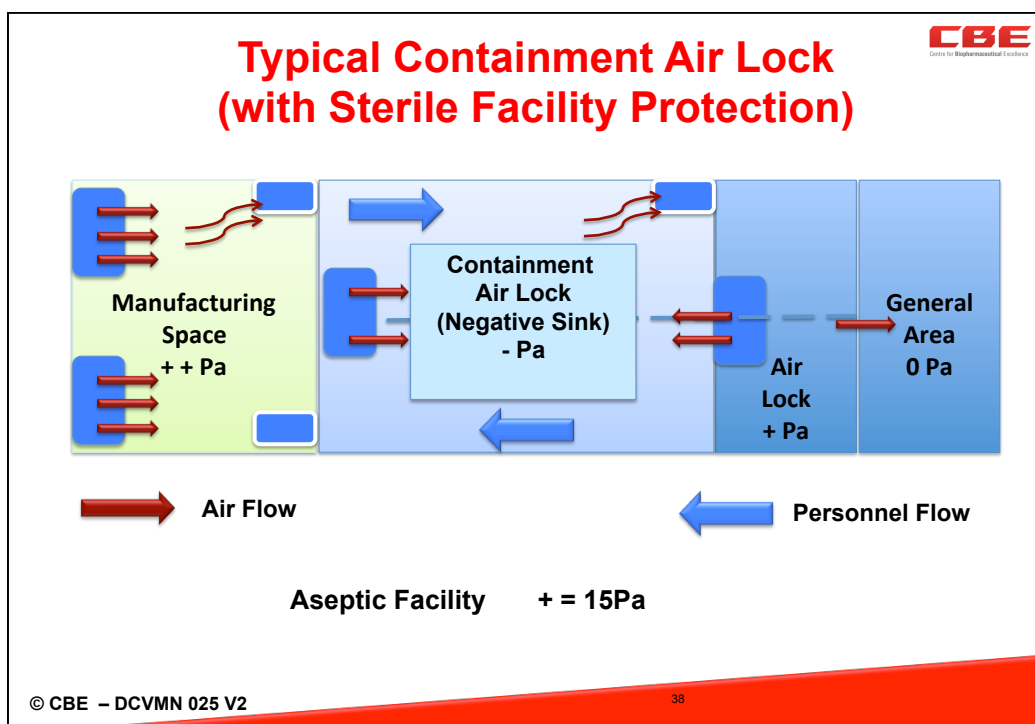 CBE
Centre for Biopharmaceutical Excellence
Typical Containment Air Lock
(with Sterile Facility Protection)
Manufacturing
Space
+ + Pa
Containment
Air Lock
(Negative Sink)
- Pa
Air
Lock
+ Pa
General
Area
0 Pa
Air Flow
Personnel Flow
Aseptic Facility + = 15Pa
© CBE – DCVMN 025 V2
38